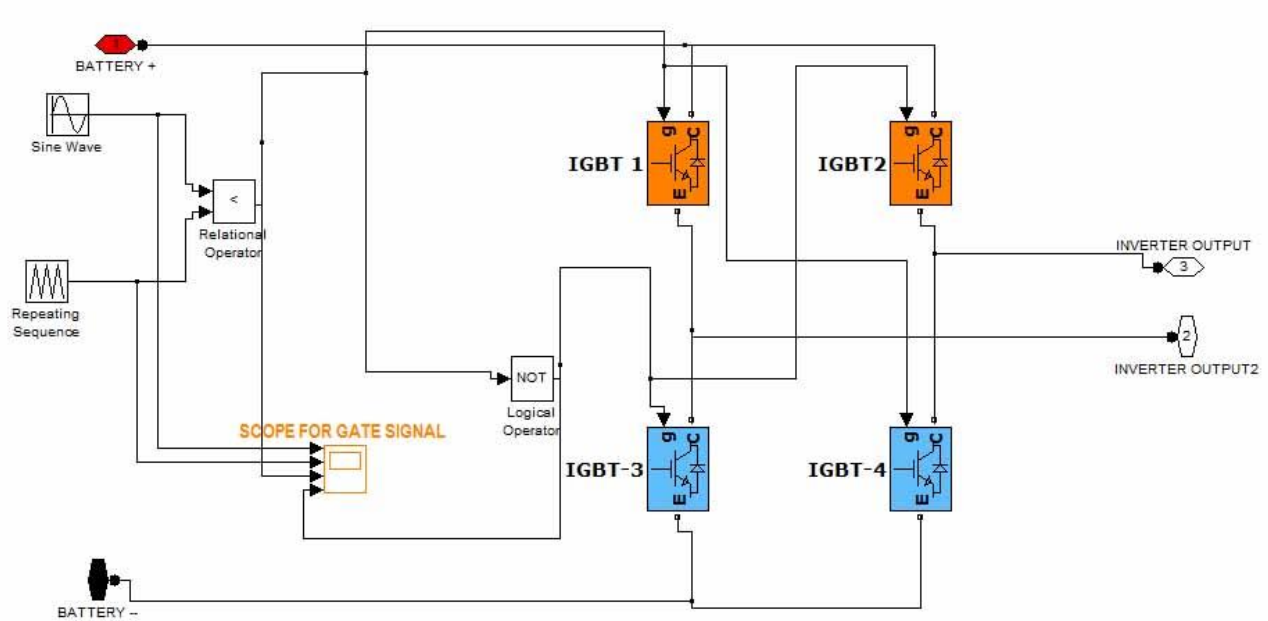 1
BATTERY +
Sine Wave
<
Relational
Operator
Repeating
Sequence
g
C
E
IGBT 1
g
C
E
IGBT2
INVERTER OUTPUT
3
2
INVERTER OUTPUT2
NOT
Logical
Operator
SCOPE FOR GATE SIGNAL
g
C
E
IGBT-3
g
C
E
IGBT-4
BATTERY --